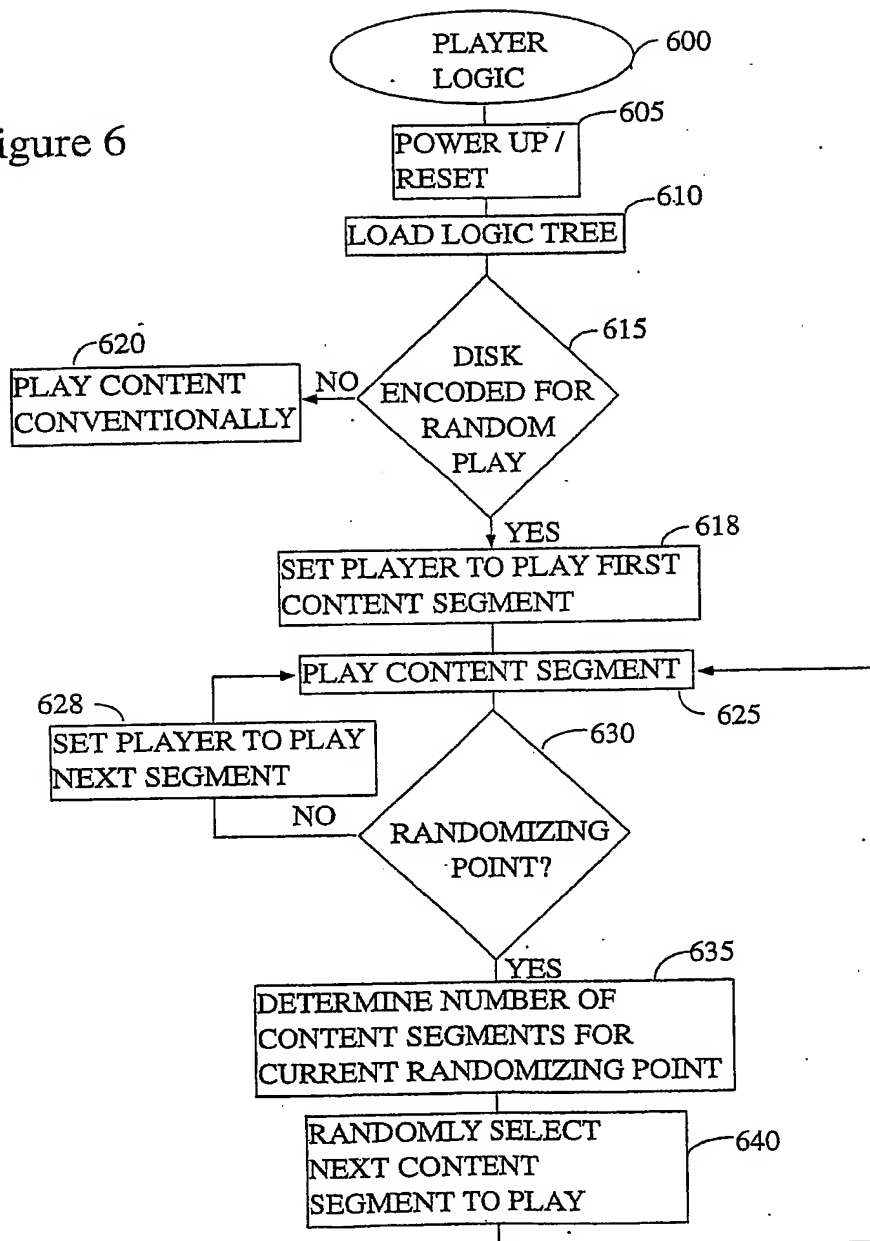 PLAYER
LOGIC
600
igure 6
605
POWER UP /
RESET
610
LOAD LOGIC TREE
615
620
DISK
ENCODED FOR
RANDOM
PLAY
NO
PLAY CONTENT
CONVENTIONALLY
YES
618
SET PLAYER TO PLAY FIRST
CONTENT SEGMENT
PLAY CONTENT SEGMENT
625
628
630
SET PLAYER TO PLAY
NEXT SEGMENT
NO
RANDOMIZING
POINT?
YES
635
DETERMINE NUMBER OF
CONTENT SEGMENTS FOR
CURRENT RANDOMIZING POINT
RANDOMLY SELECT
NEXT CONTENT
SEGMENT TO PLAY
640